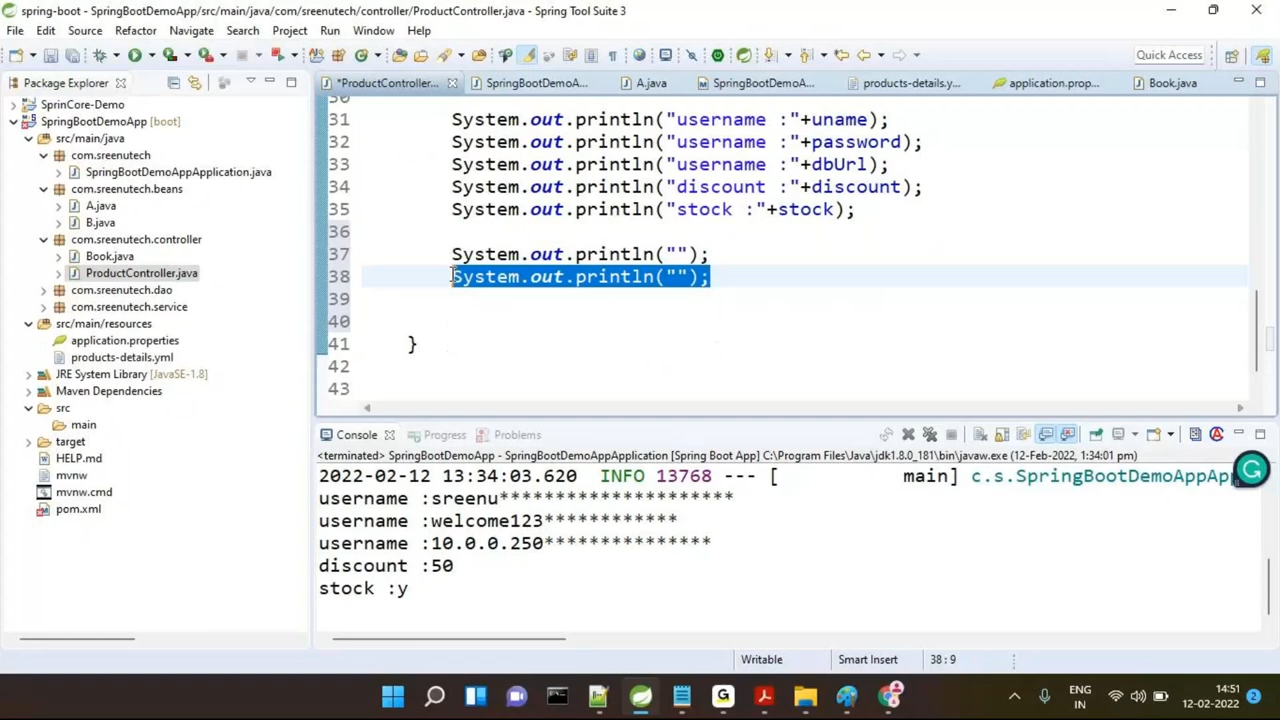 spring-boot - SpringBootDemoApp/src/main/java/com/sreenutech/controller/ProductController.java - Spring Tool Suite 3
File Edit Source Refactor Navigate Search Project Run Window Help
Quick Access
Package Explorer
*ProductController... SpringBootDemoA... A.java SpringBootDemoA... products-details.y... application.prop... Book.java
SprinCore-Demo
SpringBootDemoApp [boot]
src/main/java
com.sreenutech
SpringBootDemoAppApplication.java
com.sreenutech.beans
A.java
B.java
com.sreenutech.controller
Book.java
ProductController.java
com.sreenutech.dao
com.sreenutech.service
src/main/resources
application.properties
products-details.yml
JRE System Library [JavaSE-1.8]
Maven Dependencies
src
main
target
HELP.md
mvnw
mvnw.cmd
pom.xml
30
31 System.out.println("username :"+uname);
32 System.out.println("username :"+password);
33 System.out.println("username :"+dbUrl);
34 System.out.println("discount :"+discount);
35 System.out.println("stock :"+stock);
36
37 System.out.println("");
38 System.out.println("");
39
40
41 }
42
43
Console Progress Problems
<terminated> SpringBootDemoApp - SpringBootDemoAppApplication [Spring Boot App] C:\Program Files\Java\jdk1.8.0_181\bin\javaw.exe (12-Feb-2022, 1:34:01 pm)
2022-02-12 13:34:03.620 INFO 13768 --- [ main] c.s.SpringBootDemoAppApp
username :sreenu*********************
username :welcome123************
username :10.0.0.250***************
discount :50
stock :y
Writable Smart Insert 38:9
ENG
IN
14:51
12-02-2022
2